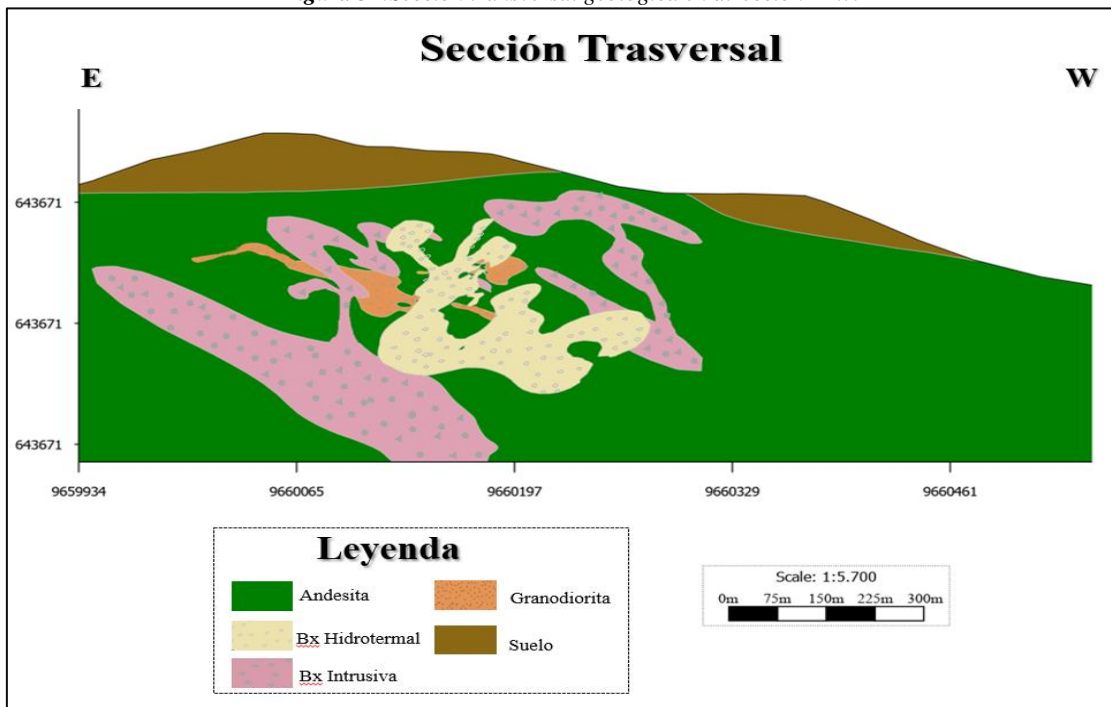 Sección Trasversal
E
W
643671
643671
643671
9659934
9660065
9660197
9660329
9660461
Leyenda
Andesita
Granodiorita
Bx Hidrotermal
Suelo
Bx Intrusiva
Scale: 1:5.700
0m 75m 150m 225m 300m